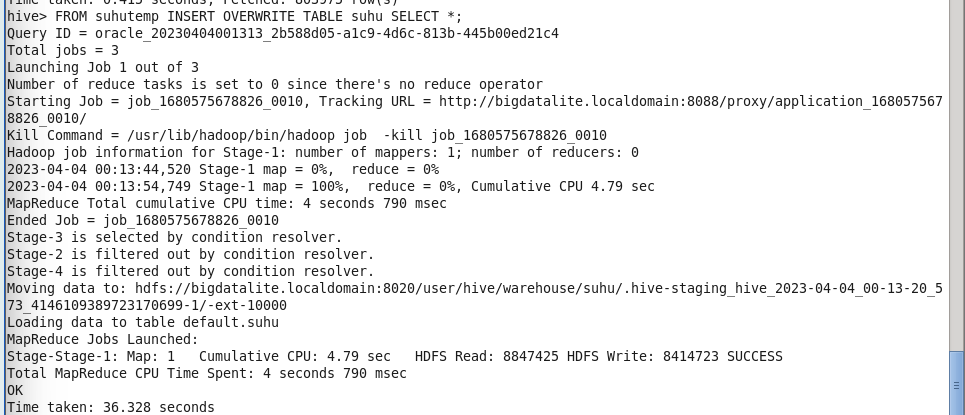 Time taken: 0.415 seconds, Fetched: 803975 row(s)
hive> FROM suhutemp INSERT OVERWRITE TABLE suhu SELECT *;
Query ID = oracle_20230404001313_2b588d05-a1c9-4d6c-813b-445b00ed21c4
Total jobs = 3
Launching Job 1 out of 3
Number of reduce tasks is set to 0 since there's no reduce operator
Starting Job = job_1680575678826_0010, Tracking URL = http://bigdatalite.localdomain:8088/proxy/application_168057567
8826_0010/
Kill Command = /usr/lib/hadoop/bin/hadoop job  -kill job_1680575678826_0010
Hadoop job information for Stage-1: number of mappers: 1; number of reducers: 0
2023-04-04 00:13:44,520 Stage-1 map = 0%,  reduce = 0%
2023-04-04 00:13:54,749 Stage-1 map = 100%,  reduce = 0%, Cumulative CPU 4.79 sec
MapReduce Total cumulative CPU time: 4 seconds 790 msec
Ended Job = job_1680575678826_0010
Stage-3 is selected by condition resolver.
Stage-2 is filtered out by condition resolver.
Stage-4 is filtered out by condition resolver.
Moving data to: hdfs://bigdatalite.localdomain:8020/user/hive/warehouse/suhu/.hive-staging_hive_2023-04-04_00-13-20_5
73_4146109389723170699-1/-ext-10000
Loading data to table default.suhu
MapReduce Jobs Launched:
Stage-Stage-1: Map: 1   Cumulative CPU: 4.79 sec   HDFS Read: 8847425 HDFS Write: 8414723 SUCCESS
Total MapReduce CPU Time Spent: 4 seconds 790 msec
OK
Time taken: 36.328 seconds